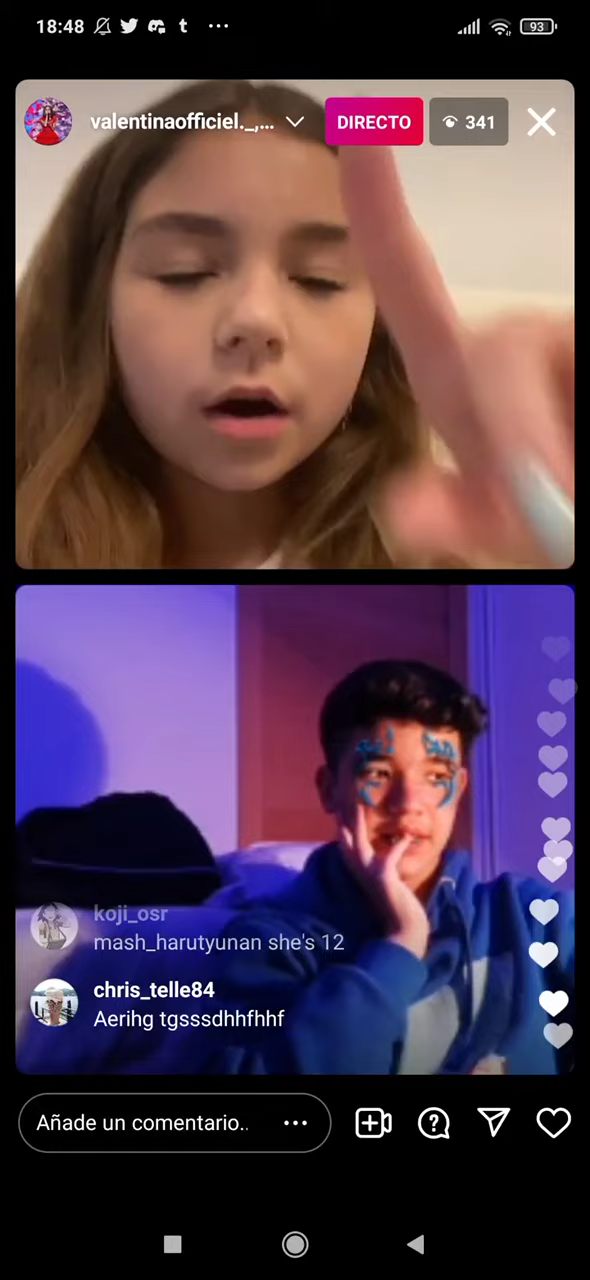 18:48
93
valentinaofficiel._,...
DIRECTO
341
koji_osr
mash_harutyunan she's 12
chris_telle84
Aerihg tgsssdhhfhhf
Añade un comentario..